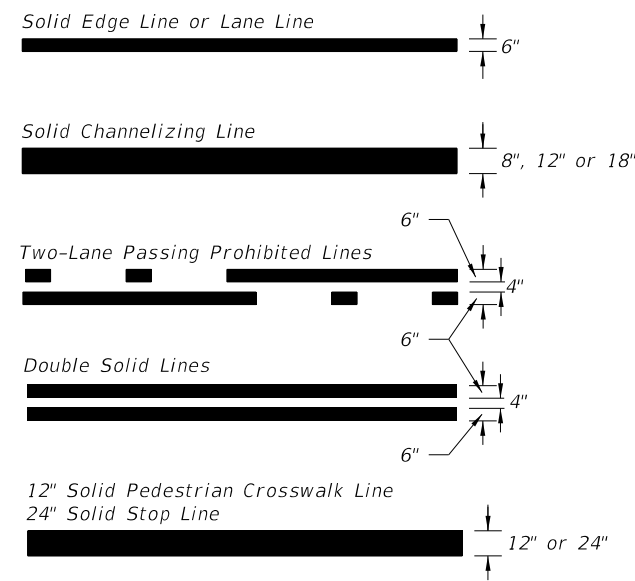 Solid Edge Line or Lane Line
6"
Solid Channelizing Line
8", 12" or 18"
6"
Two-Lane Passing Prohibited Lines
4"
6"
Double Solid Lines
4"
6"
12" Solid Pedestrian Crosswalk Line
24" Solid Stop Line
12" or 24"